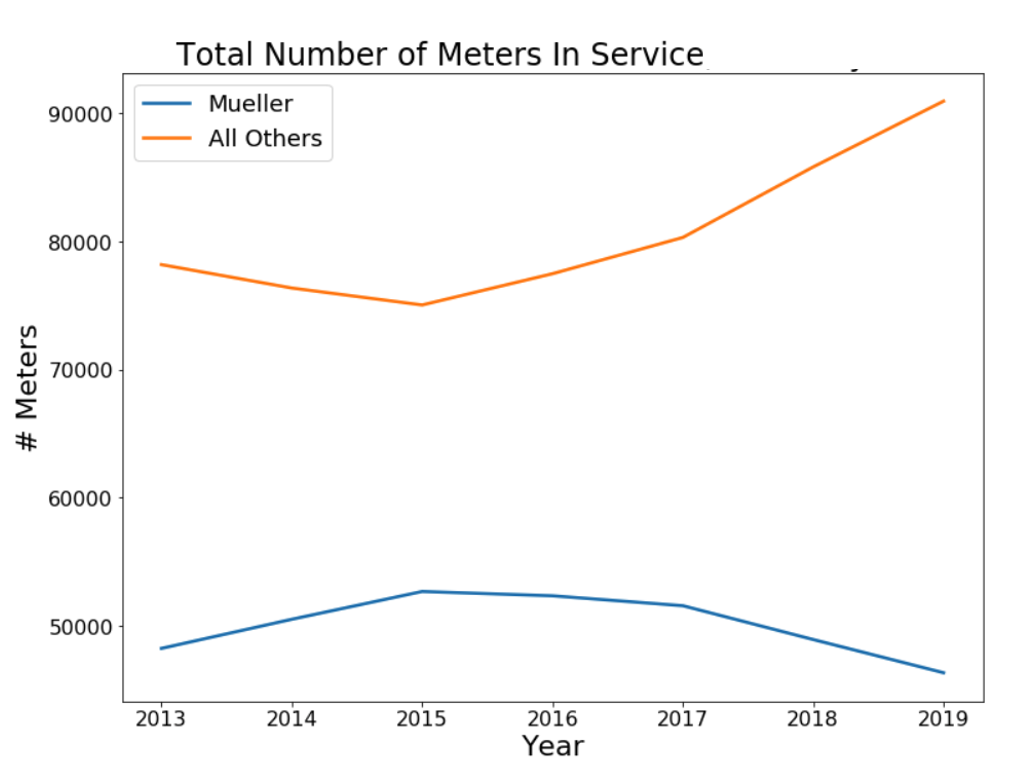 Total Number of Meters In Service
Mueller
All Others
90000
80000
70000
60000
50000
# Meters
2013 2014 2015 2016 2017 2018 2019
Year